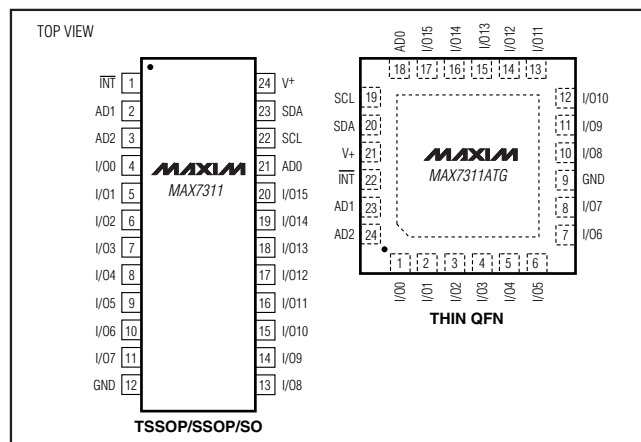 TOP VIEW
INT 1
AD1 2
AD2 3
I/O0 4
I/O1 5
I/O2 6
I/O3 7
I/O4 8
I/O5 9
I/O6 10
I/O7 11
GND 12
24 V+
23 SDA
22 SCL
21 AD0
20 I/O15
19 I/O14
18 I/O13
17 I/O12
16 I/O11
15 I/O10
14 I/O9
13 I/O8
MAXIM
MAX7311
TSSOP/SSOP/SO
AD0 I/O15 I/O14 I/O13 I/O12 I/O11
18 17 16 15 14 13
SCL 19
SDA 20
V+ 21
INT 22
AD1 23
AD2 24
MAXIM
MAX7311ATG
12 I/O10
11 I/O9
10 I/O8
9 GND
8 I/O7
7 I/O6
1 2 3 4 5 6
I/O0 I/O1 I/O2 I/O3 I/O4 I/O5
THIN QFN